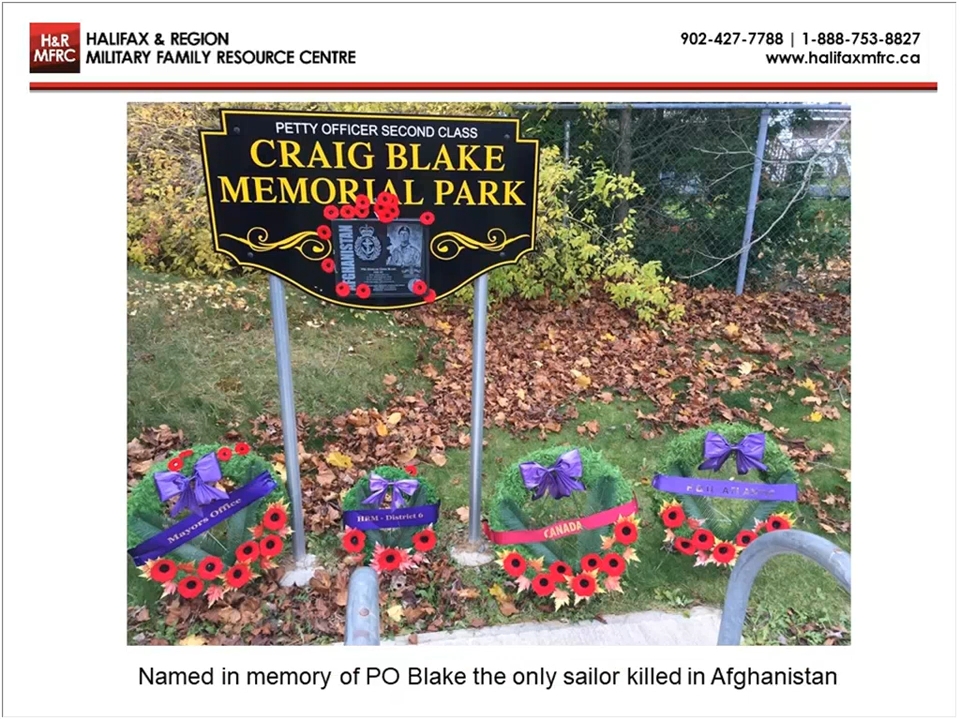 H&R
MFRC
HALIFAX & REGION
MILITARY FAMILY RESOURCE CENTRE
902-427-7788 | 1-888-753-8827
www.halifaxmfrc.ca
PETTY OFFICER SECOND CLASS
CRAIG BLAKE
MEMORIAL PARK
AFGHANISTAN
Mayors Office
HRM - District 6
CANADA
Named in memory of PO Blake the only sailor killed in Afghanistan